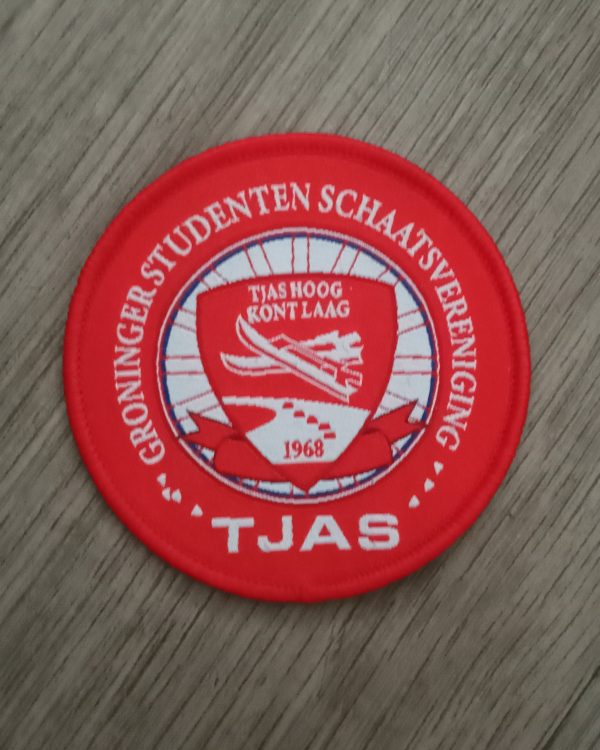 GRONINGER STUDENTEN SCHAATSVERENIGING
TJAS HOOG
KONT LAAG
1968
TJAS